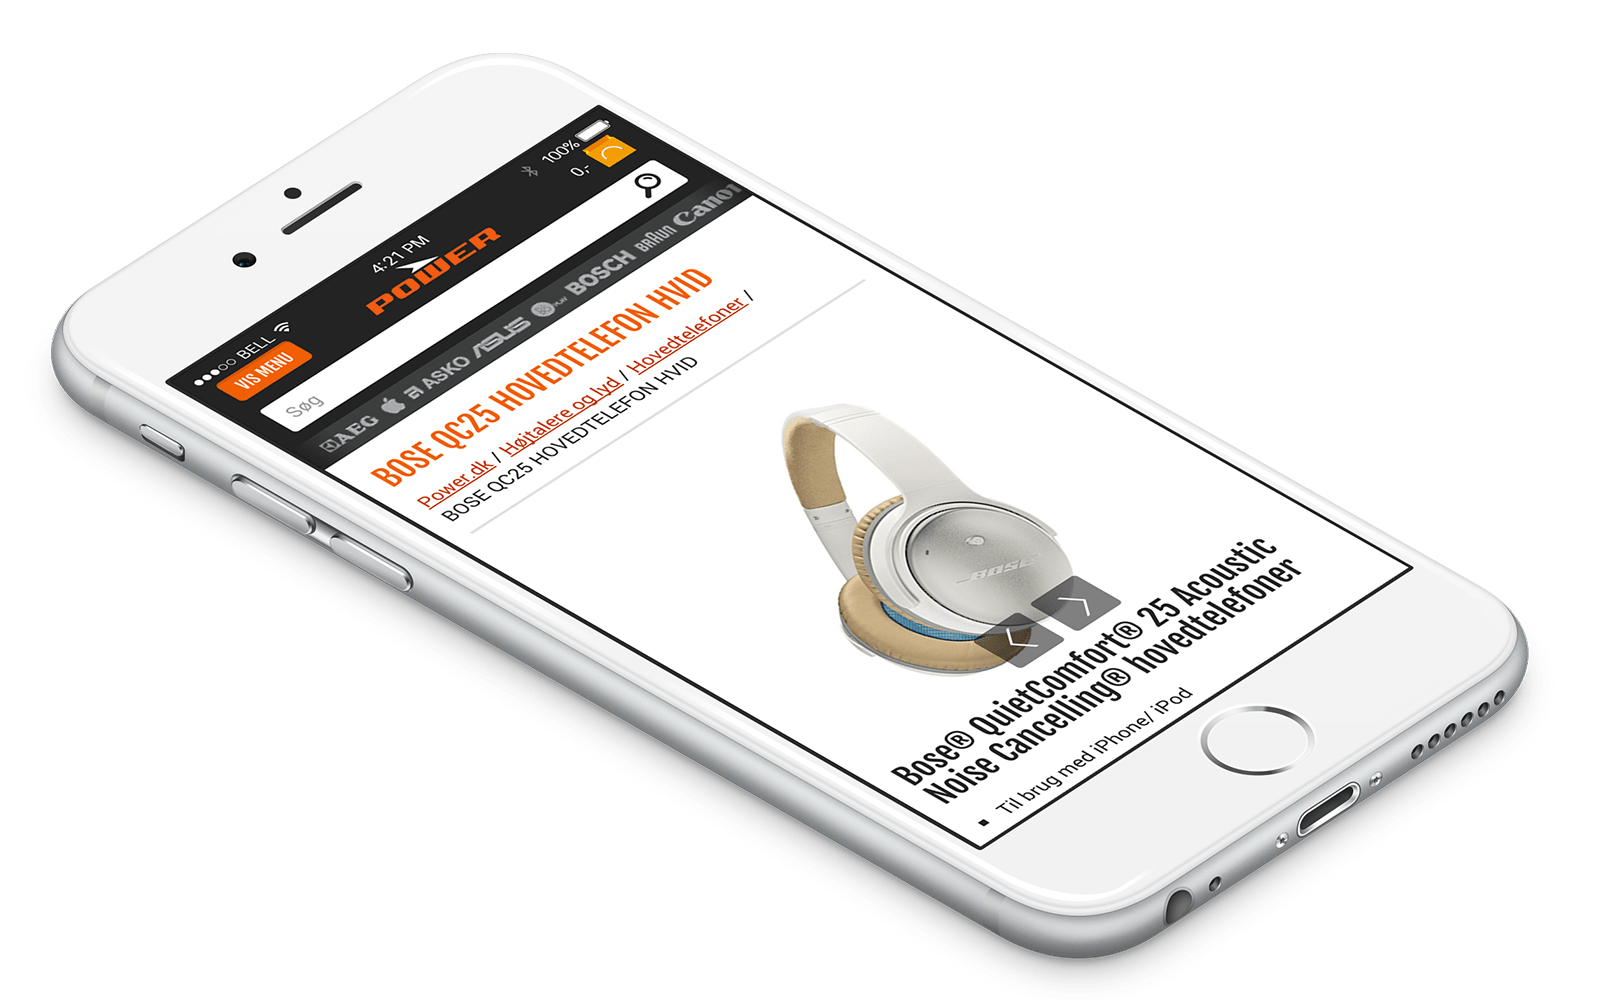 BELL
4:21 PM
100%
VIS MENU
POWER
0,-
Søg
AEG
ASKO
ASUS
BOSCH
BRAUN
Canon
BOSE QC25 HOVEDTELEFON HVID
Power.dk / Højtalere og lyd / Hovedtelefoner /
BOSE QC25 HOVEDTELEFON HVID
BOSE
Bose® QuietComfort® 25 Acoustic
Noise Cancelling® hovedtelefoner
▪ Til brug med iPhone/ iPod